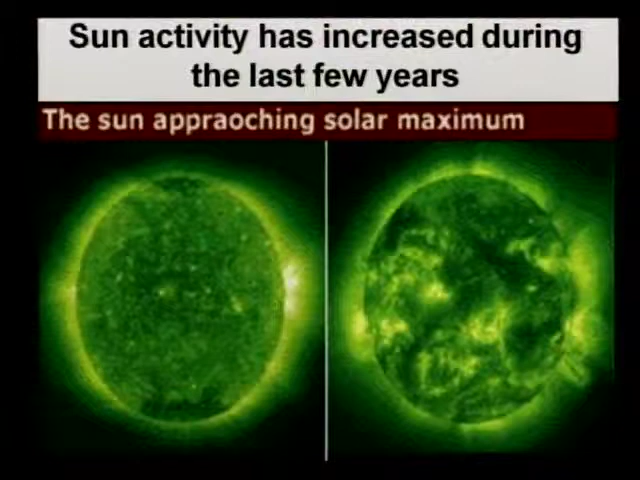 Sun activity has increased during
the last few years
The sun appraoching solar maximum